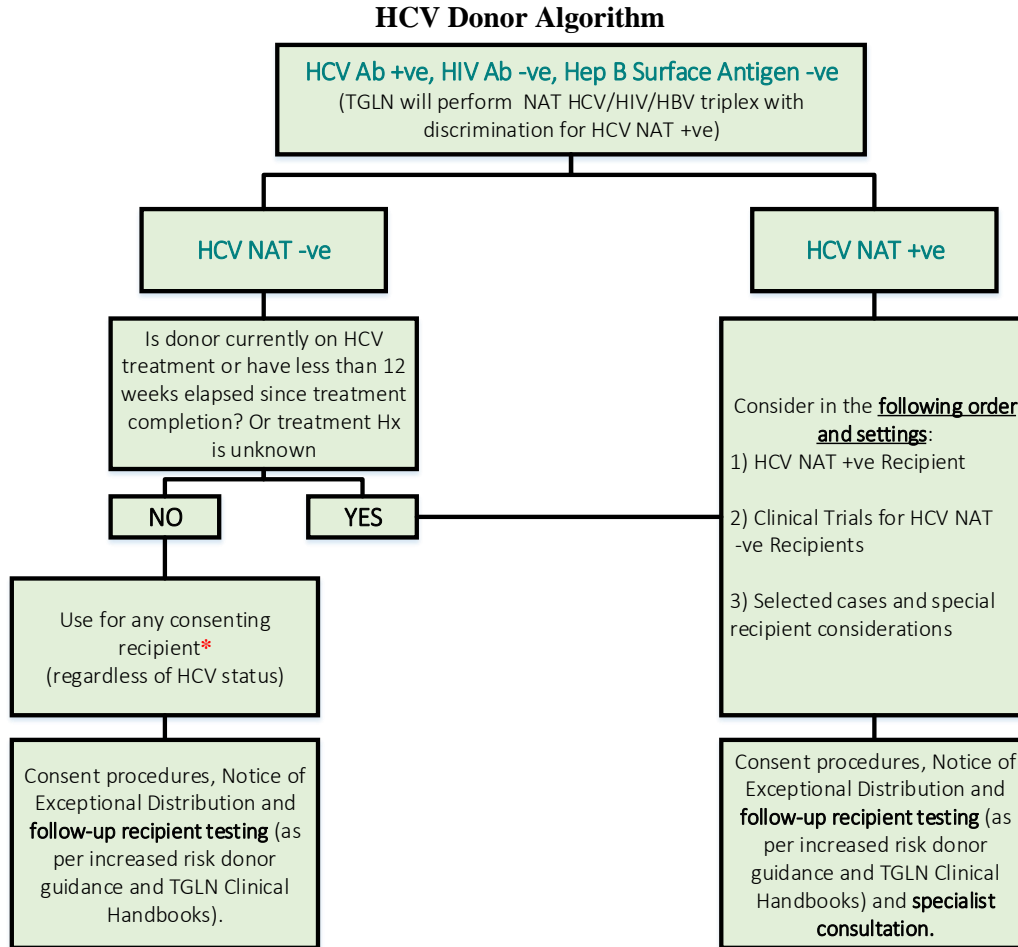 HCV Donor Algorithm
HCV Ab +ve, HIV Ab -ve, Hep B Surface Antigen -ve
(TGLN will perform NAT HCV/HIV/HBV triplex with
discrimination for HCV NAT +ve)
HCV NAT -ve
HCV NAT +ve
Is donor currently on HCV
treatment or have less than 12
weeks elapsed since treatment
completion? Or treatment Hx
is unknown
NO
YES
Use for any consenting
recipient*
(regardless of HCV status)
Consent procedures, Notice of
Exceptional Distribution and
follow-up recipient testing (as
per increased risk donor
guidance and TGLN Clinical
Handbooks).
Consider in the following order
and settings:
1) HCV NAT +ve Recipient
2) Clinical Trials for HCV NAT
-ve Recipients
3) Selected cases and special
recipient considerations
Consent procedures, Notice of
Exceptional Distribution and
follow-up recipient testing (as
per increased risk donor
guidance and TGLN Clinical
Handbooks) and specialist
consultation.